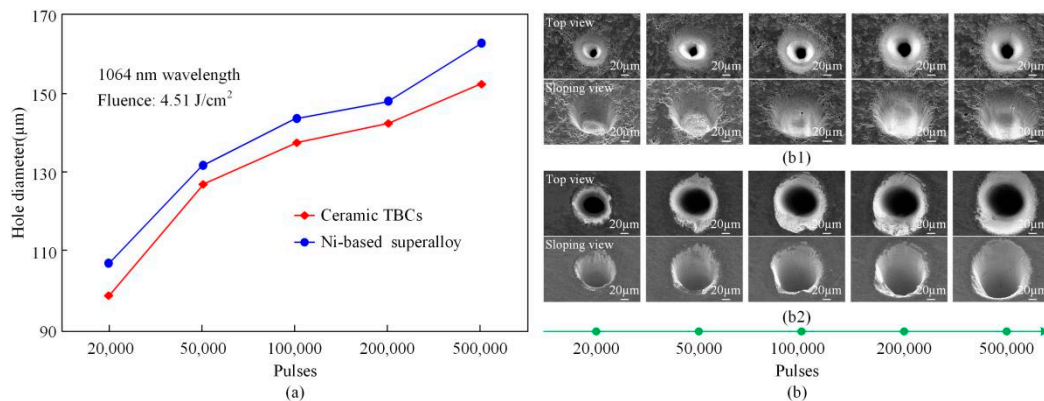 170
150
130
110
90
Hole diameter(μm)
1064 nm wavelength
Fluence: 4.51 J/cm²
Ceramic TBCs
Ni-based superalloy
20,000 50,000 100,000 200,000 500,000
Pulses
(a)
Top view
20μm 20μm 20μm 20μm 20μm
Sloping view
20μm 20μm 20μm 20μm 20μm
(b1)
Top view
20μm 20μm 20μm 20μm 20μm
Sloping view
20μm 20μm 20μm 20μm 20μm
(b2)
20,000 50,000 100,000 200,000 500,000
Pulses
(b)